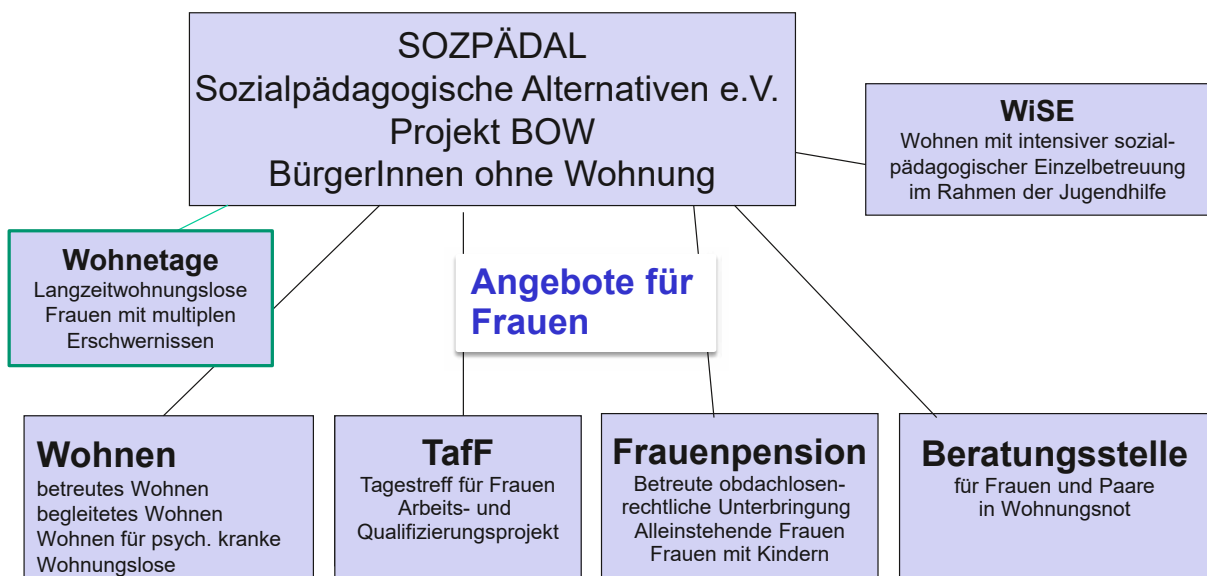 SOZPÄDAL
Sozialpädagogische Alternativen e.V.
Projekt BOW
BürgerInnen ohne Wohnung
WiSE
Wohnen mit intensiver sozial-
pädagogischer Einzelbetreuung
im Rahmen der Jugendhilfe
Wohnetage
Langzeitwohnungslose
Frauen mit multiplen
Erschwernissen
Angebote für
Frauen
Wohnen
betreutes Wohnen
begleitetes Wohnen
Wohnen für psych. kranke
Wohnungslose
TafF
Tagestreff für Frauen
Arbeits- und
Qualifizierungsprojekt
Frauenpension
Betreute obdachlosen-
rechtliche Unterbringung
Alleinstehende Frauen
Frauen mit Kindern
Beratungsstelle
für Frauen und Paare
in Wohnungsnot